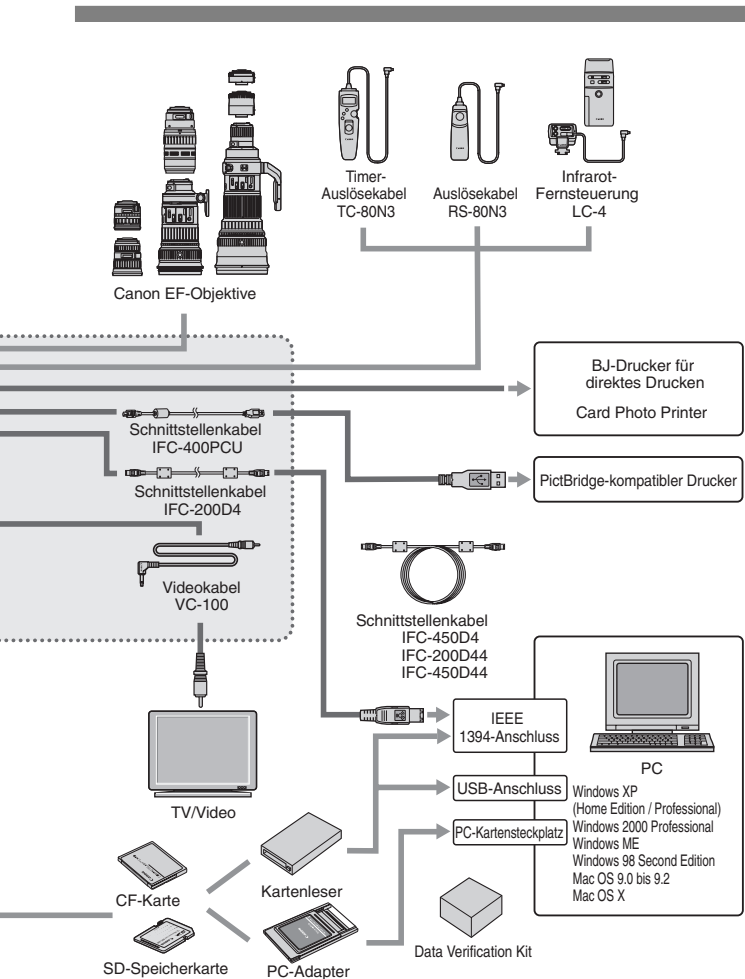 Timer-
Auslösekabel
TC-80N3
Auslösekabel
RS-80N3
Infrarot-
Fernsteuerung
LC-4
Canon EF-Objektive
BJ-Drucker für
direktes Drucken
Card Photo Printer
Schnittstellenkabel
IFC-400PCU
PictBridge-kompatibler Drucker
Schnittstellenkabel
IFC-200D4
Videokabel
VC-100
Schnittstellenkabel
IFC-450D4
IFC-200D44
IFC-450D44
TV/Video
IEEE
1394-Anschluss
USB-Anschluss
PC-Kartensteckplatz
PC
Windows XP
(Home Edition / Professional)
Windows 2000 Professional
Windows ME
Windows 98 Second Edition
Mac OS 9.0 bis 9.2
Mac OS X
CF-Karte
Kartenleser
SD-Speicherkarte
PC-Adapter
Data Verification Kit